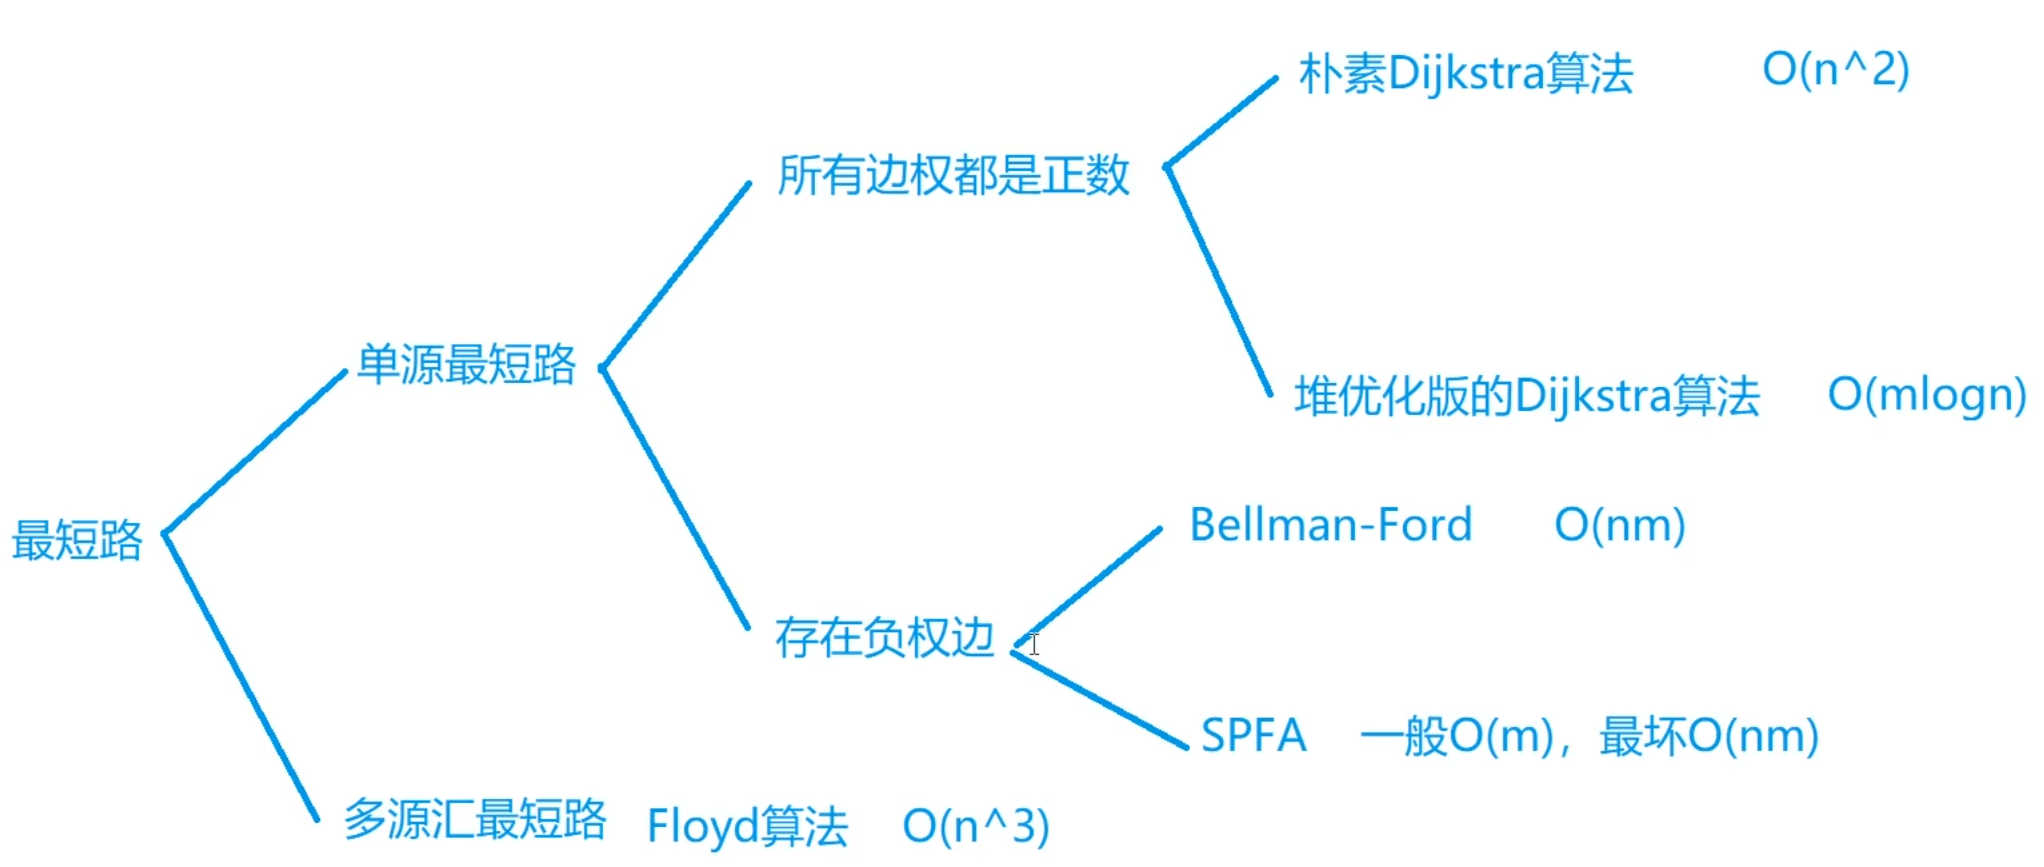 朴素Dijkstra算法 O(n^2)
所有边权都是正数
单源最短路
堆优化版的Dijkstra算法 O(mlogn)
最短路
Bellman-Ford O(nm)
存在负权边
SPFA 一般O(m)，最坏O(nm)
多源汇最短路 Floyd算法 O(n^3)